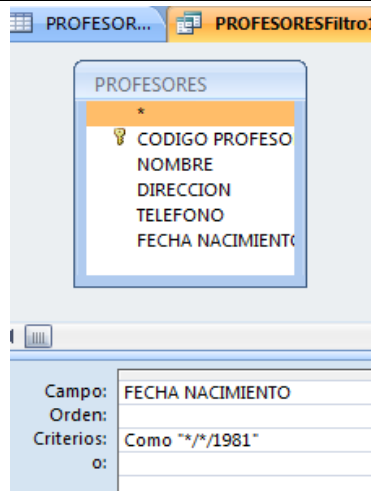 PROFESOR... PROFESORESFiltro1
PROFESORES
*
CODIGO PROFESO
NOMBRE
DIRECCION
TELEFONO
FECHA NACIMIENTO
Campo: FECHA NACIMIENTO
Orden:
Criterios: Como "*/*/1981"
o: